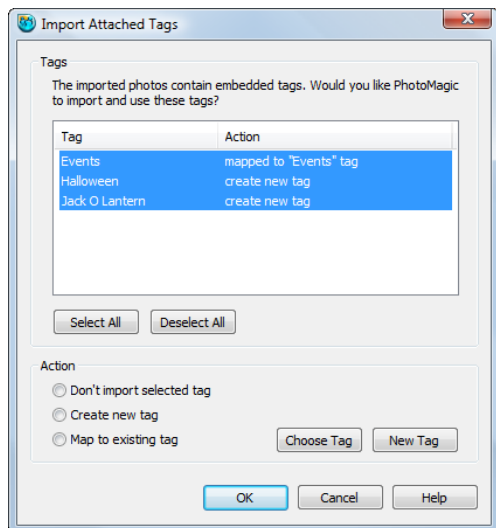 Import Attached Tags
Tags
The imported photos contain embedded tags. Would you like PhotoMagic
to import and use these tags?
Tag Action
Events mapped to "Events" tag
Halloween create new tag
Jack O Lantern create new tag
Select All Deselect All
Action
Don't import selected tag
Create new tag
Map to existing tag Choose Tag New Tag
OK Cancel Help